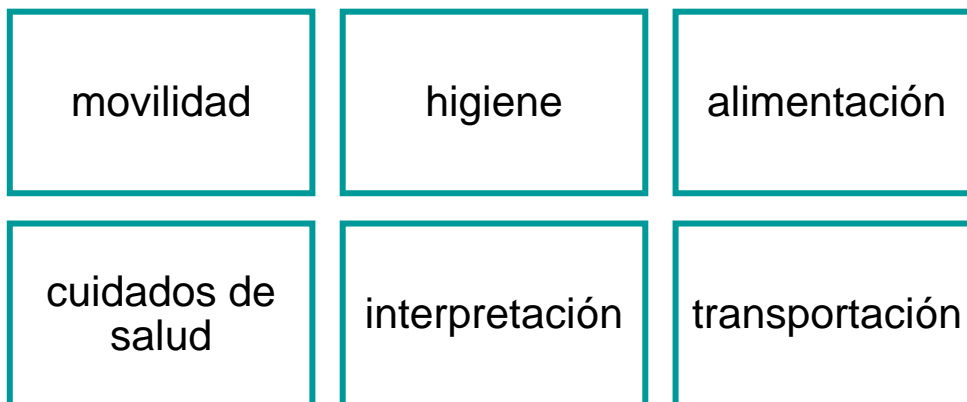 movilidad
higiene
alimentación
cuidados de
salud
interpretación
transportación